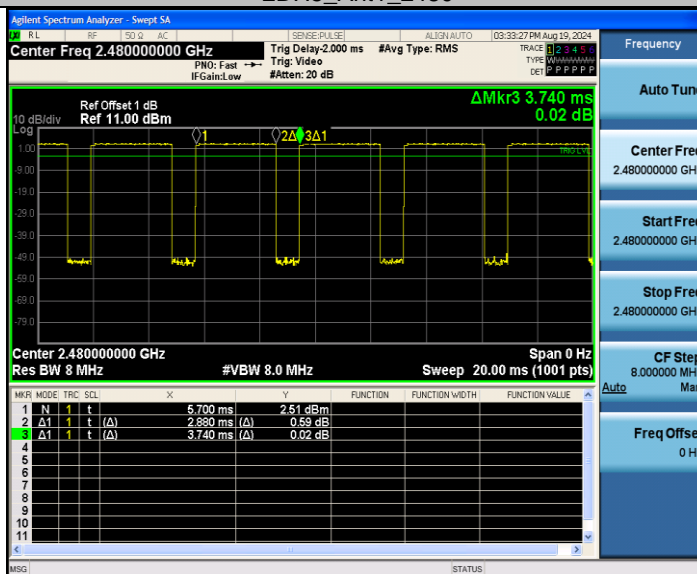 Agilent Spectrum Analyzer - Swept SA
RL RF 50 Ω AC SENSE:PULSE ALIGN AUTO 03:33:27 PM Aug 19, 2024
Center Freq 2.480000000 GHz
PNO: Fast
IFGain:Low
Trig Delay-2.000 ms
Trig: Video
#Atten: 20 dB
#Avg Type: RMS
TRACE 1 2 3 4 5 6
TYPE W
DET P P P P P P
Frequency
Auto Tun
Center Fre
2.480000000 GH
Start Fre
2.480000000 GH
Stop Fre
2.480000000 GH
CF Step
8.000000 MH
Auto Ma
Freq Offse
0 H
Ref Offset 1 dB
10 dB/div Ref 11.00 dBm
Log
ΔMkr3 3.740 ms
0.02 dB
1 2Δ 3Δ1
TRIG LVL
1.00
-9.00
-19.0
-29.0
-39.0
-49.0
-59.0
-69.0
-79.0
Center 2.480000000 GHz Span 0 Hz
Res BW 8 MHz #VBW 8.0 MHz Sweep 20.00 ms (1001 pts)
MKR MODE TRC SCL X Y FUNCTION FUNCTION WIDTH FUNCTION VALUE
1 N 1 t 5.700 ms 2.51 dBm
2 Δ1 1 t (Δ) 2.880 ms (Δ) 0.59 dB
3 Δ1 1 t (Δ) 3.740 ms (Δ) 0.02 dB
4
5
6
7
8
9
10
11
MSG STATUS